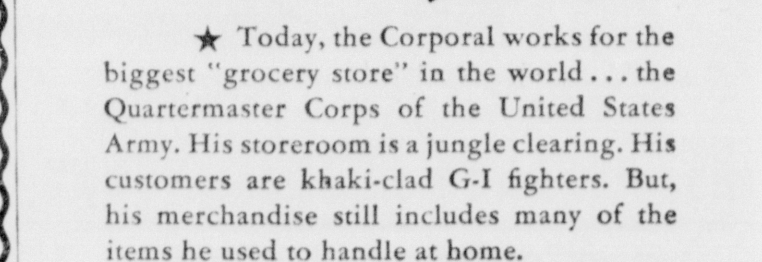 ★ Today, the Corporal works for the
biggest "grocery store" in the world...the
Quartermaster Corps of the United States
Army. His storeroom is a jungle clearing. His
customers are khaki-clad G-I fighters. But,
his merchandise still includes many of the
items he used to handle at home.